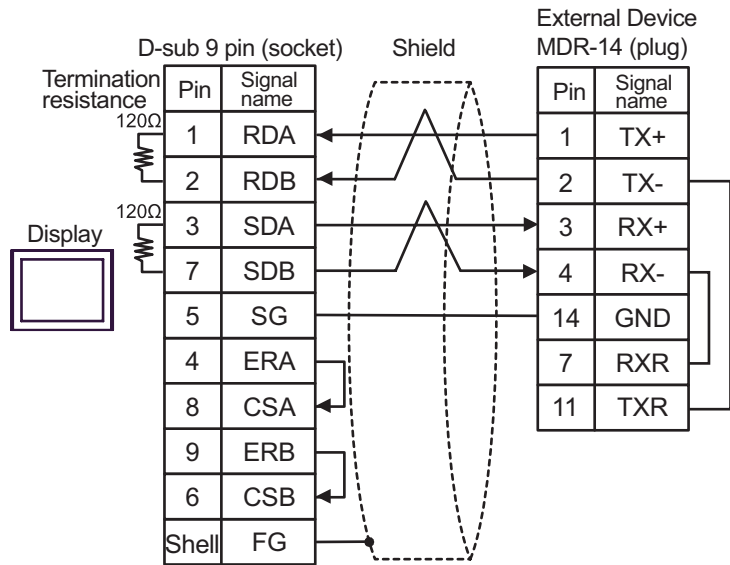 External Device
D-sub 9 pin (socket) Shield MDR-14 (plug)
Termination resistance
Display
Pin Signal name
120Ω 1 RDA
2 RDB
120Ω 3 SDA
7 SDB
5 SG
4 ERA
8 CSA
9 ERB
6 CSB
Shell FG
Pin Signal name
1 TX+
2 TX-
3 RX+
4 RX-
14 GND
7 RXR
11 TXR